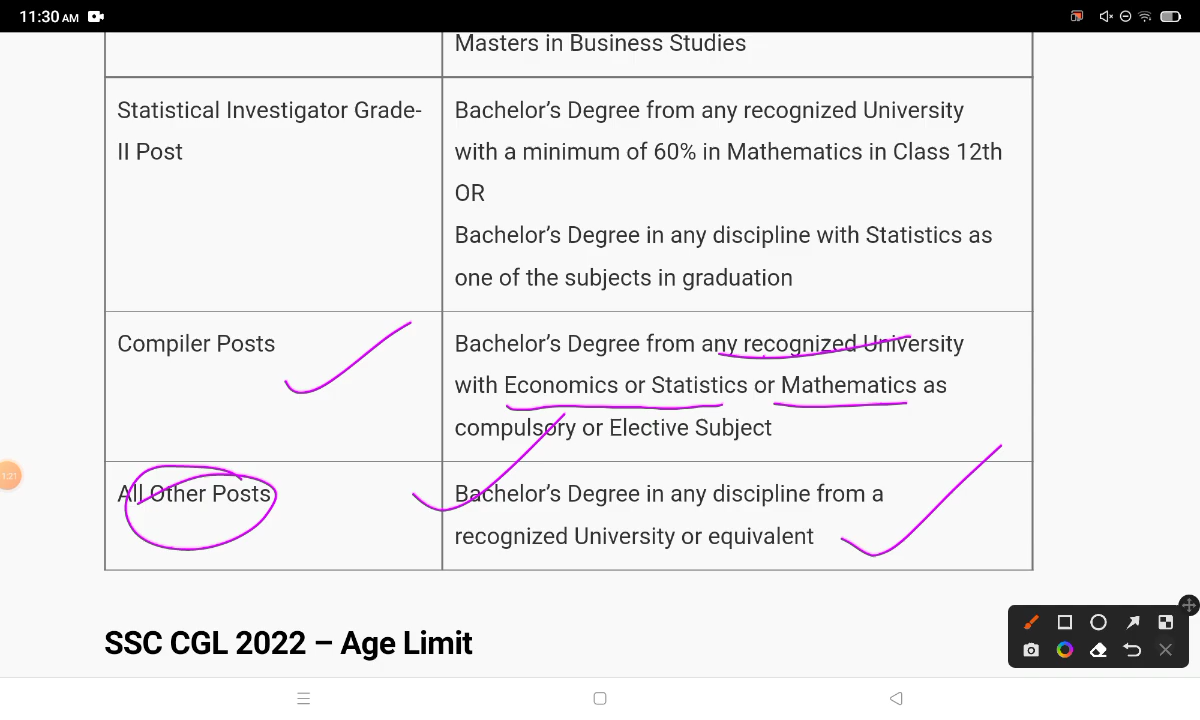 11:30 AM
Masters in Business Studies
Statistical Investigator Grade-
II Post
Bachelor’s Degree from any recognized University
with a minimum of 60% in Mathematics in Class 12th
OR
Bachelor’s Degree in any discipline with Statistics as
one of the subjects in graduation
Compiler Posts
Bachelor’s Degree from any recognized University
with Economics or Statistics or Mathematics as
compulsory or Elective Subject
All Other Posts
Bachelor’s Degree in any discipline from a
recognized University or equivalent
SSC CGL 2022 – Age Limit